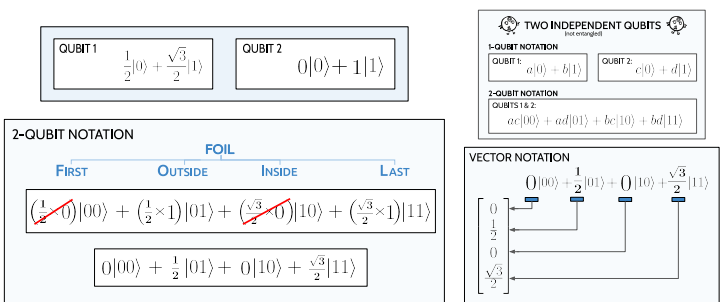 QUBIT 1
1/2|0⟩ + √3/2|1⟩
QUBIT 2
0|0⟩ + 1|1⟩
2-QUBIT NOTATION
FOIL
FIRST OUTSIDE INSIDE LAST
(1/2×0)|00⟩ + (1/2×1)|01⟩ + (√3/2×0)|10⟩ + (√3/2×1)|11⟩
0|00⟩ + 1/2|01⟩ + 0|10⟩ + √3/2|11⟩
TWO INDEPENDENT QUBITS
(not entangled)
1-QUBIT NOTATION
QUBIT 1:
a|0⟩ + b|1⟩
QUBIT 2:
c|0⟩ + d|1⟩
2-QUBIT NOTATION
QUBITS 1 & 2:
ac|00⟩ + ad|01⟩ + bc|10⟩ + bd|11⟩
VECTOR NOTATION
0|00⟩ + 1/2|01⟩ + 0|10⟩ + √3/2|11⟩
0
1/2
0
√3/2